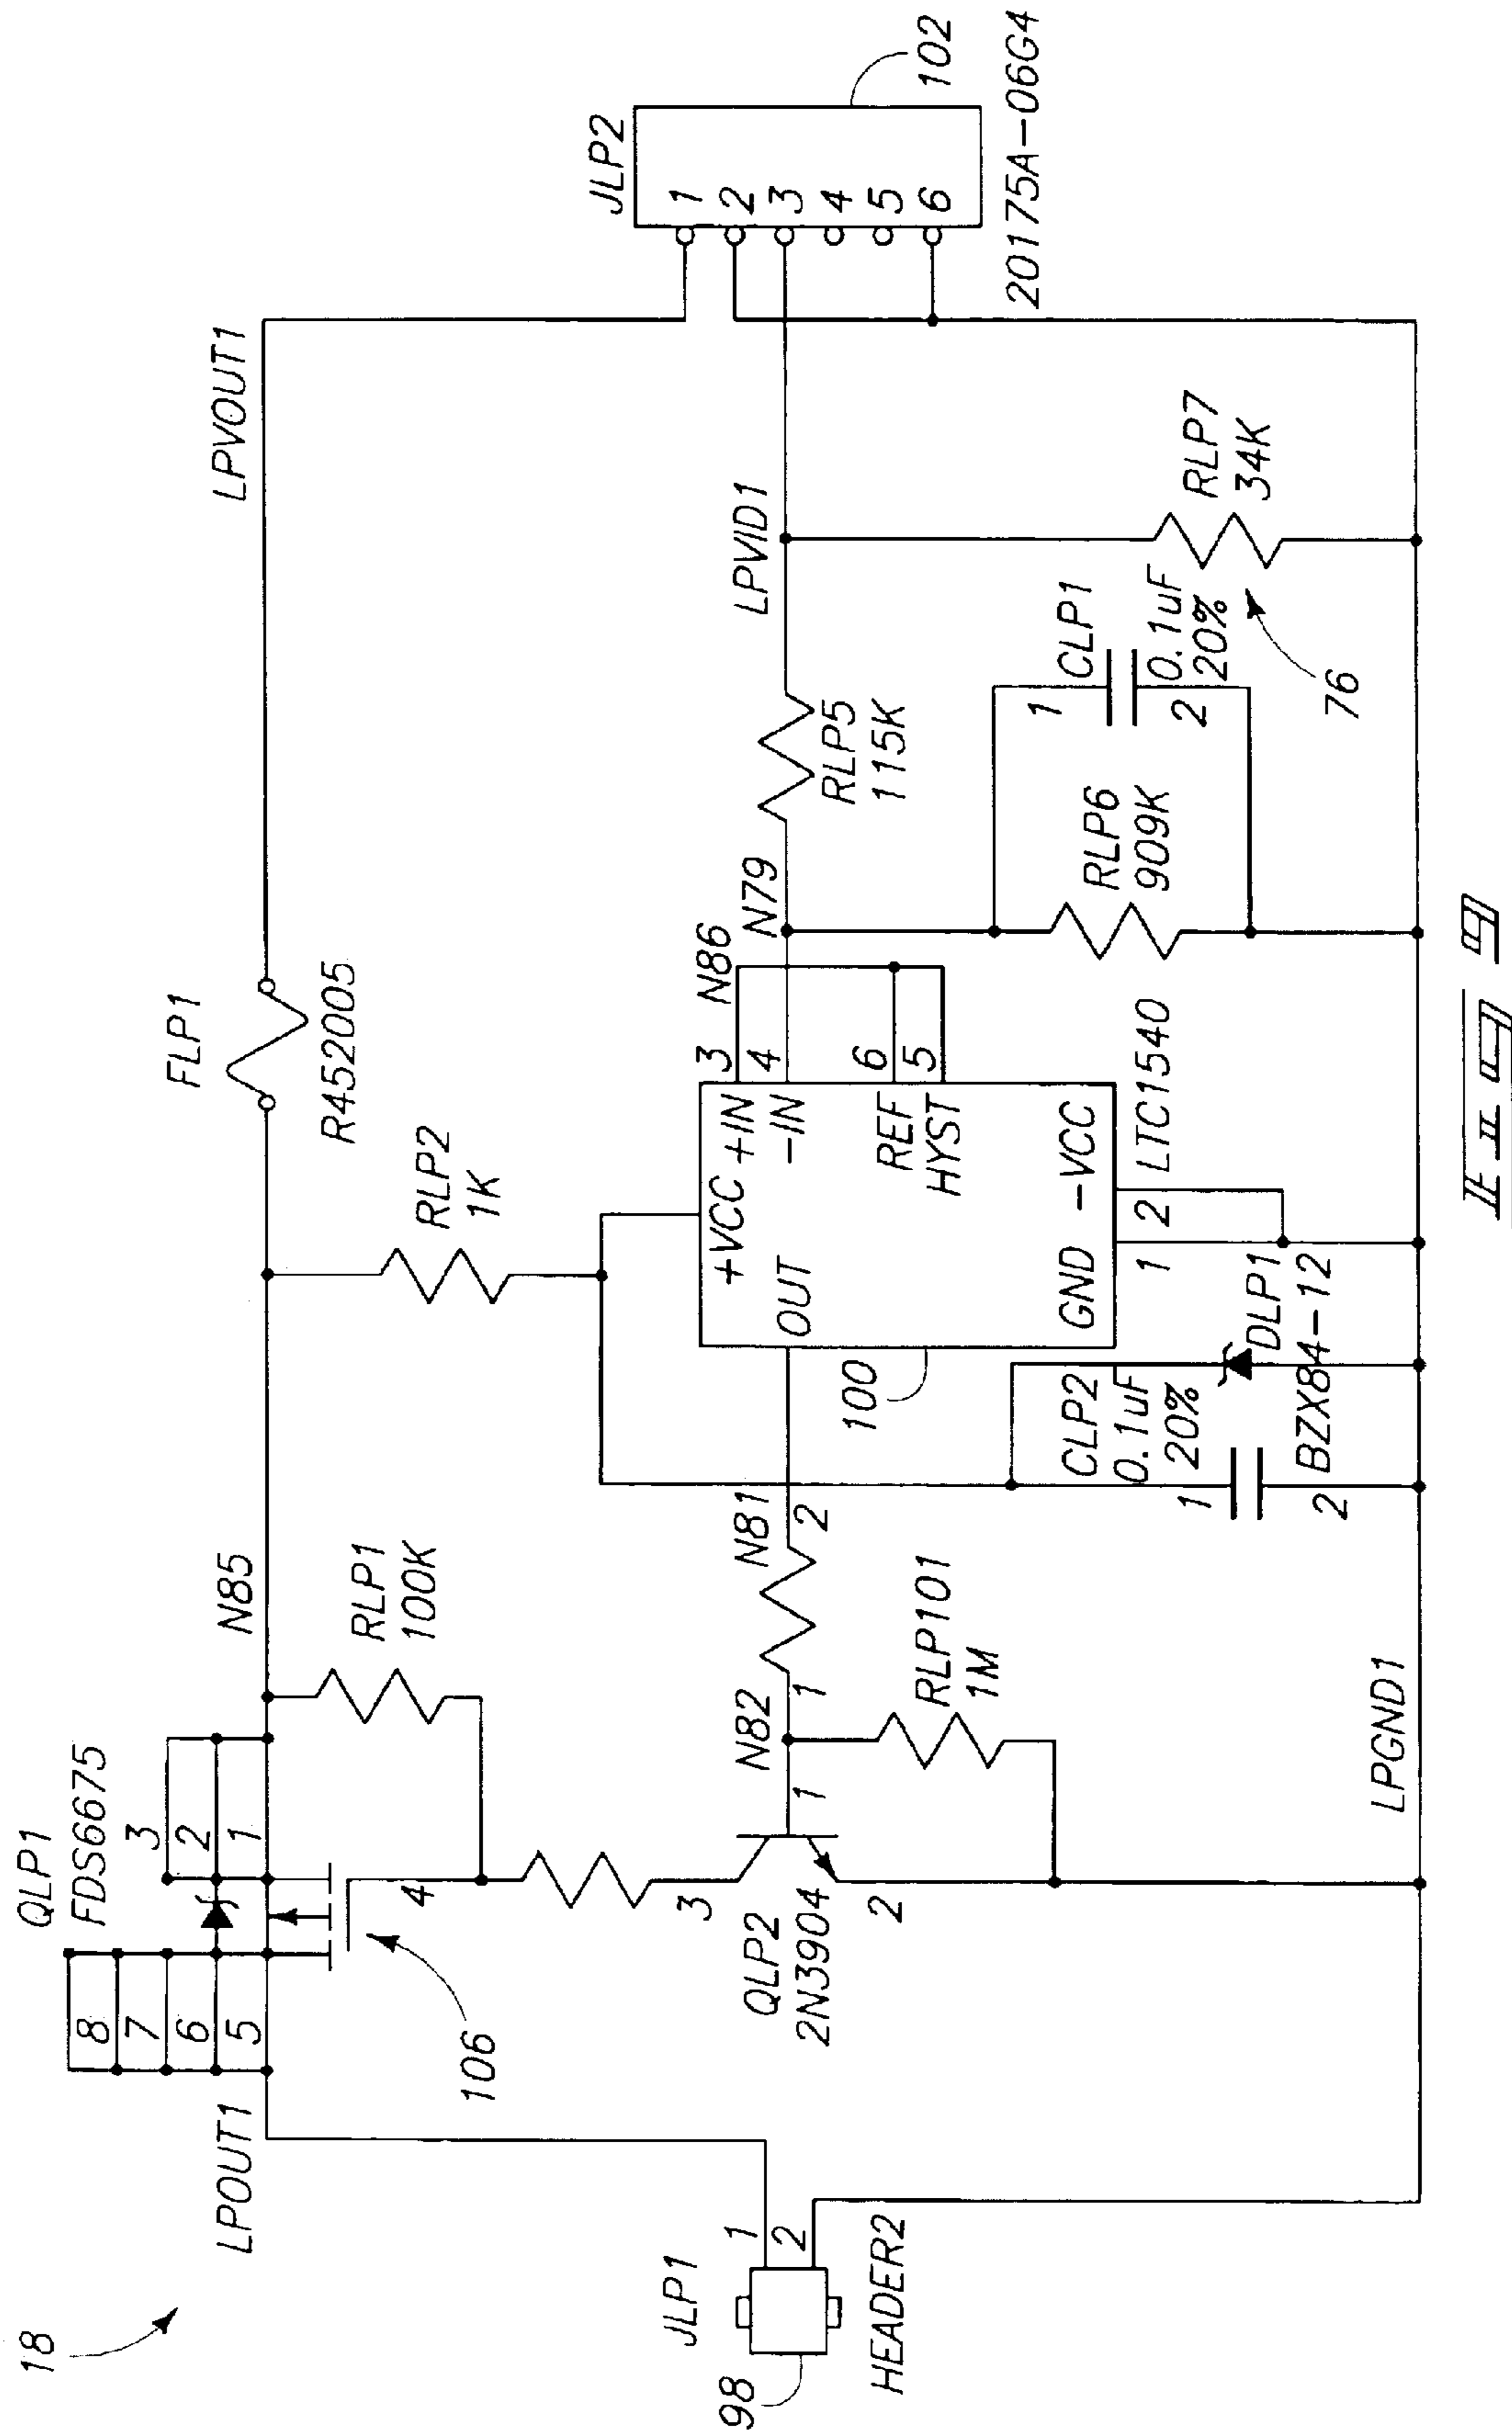 18
QLP1
FDS6675
8
7
6
5
3
2
1
4
LPOUT1
N85
106
RLP1
100K
FLP1
R452005
LPVOUT1
RLP2
1K
JLP1
1
2
HEADER2
98
3
QLP2
2N3904
2
1
N82
1
N81
2
RLP101
1M
+VCC
+IN
-IN
OUT
REF
HYST
GND
-VCC
3
4
6
5
1
2
LTC1540
100
N86
N79
RLP5
115K
LPVID1
JLP2
1
2
3
4
5
6
102
20175A-06G4
CLP2
0.1uF
20%
1
2
DLP1
BZX84-12
RLP6
909K
CLP1
0.1uF
20%
1
2
RLP7
34K
76
LPGND1
FIG 9